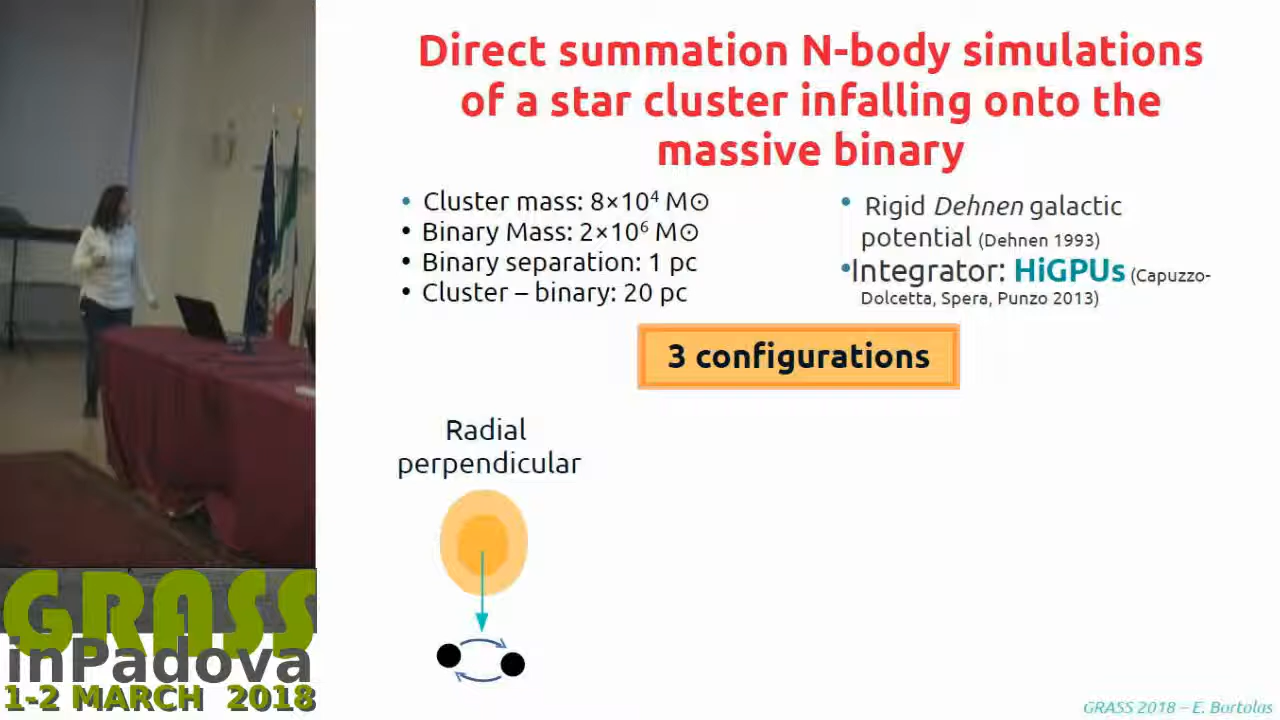 Direct summation N-body simulations
of a star cluster infalling onto the
massive binary
• Cluster mass: 8×10⁴ M⊙
• Binary Mass: 2×10⁶ M⊙
• Binary separation: 1 pc
• Cluster – binary: 20 pc
• Rigid Dehnen galactic
potential (Dehnen 1993)
•Integrator: HiGPUs (Capuzzo-
Dolcetta, Spera, Punzo 2013)
3 configurations
Radial
perpendicular
GRASS
inPadova
1-2 MARCH 2018
GRASS 2018 – E. Bortolas